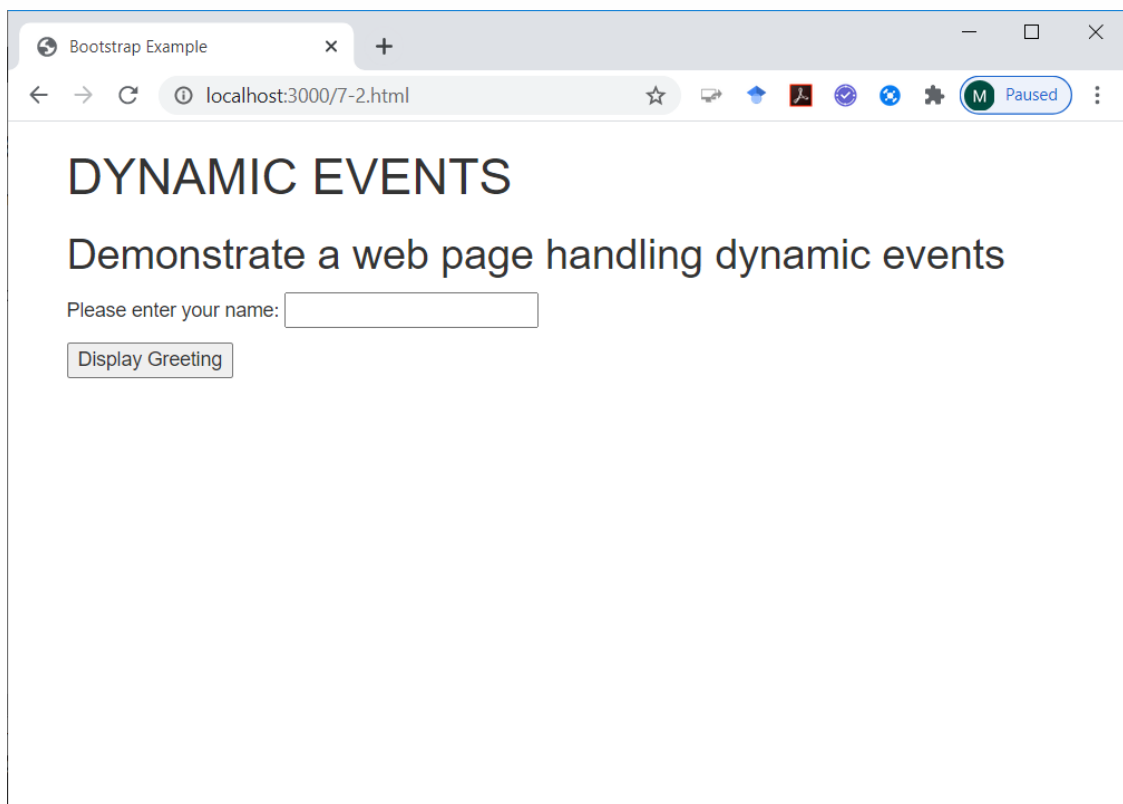 Bootstrap Example
localhost:3000/7-2.html
M Paused
DYNAMIC EVENTS
Demonstrate a web page handling dynamic events
Please enter your name:
Display Greeting